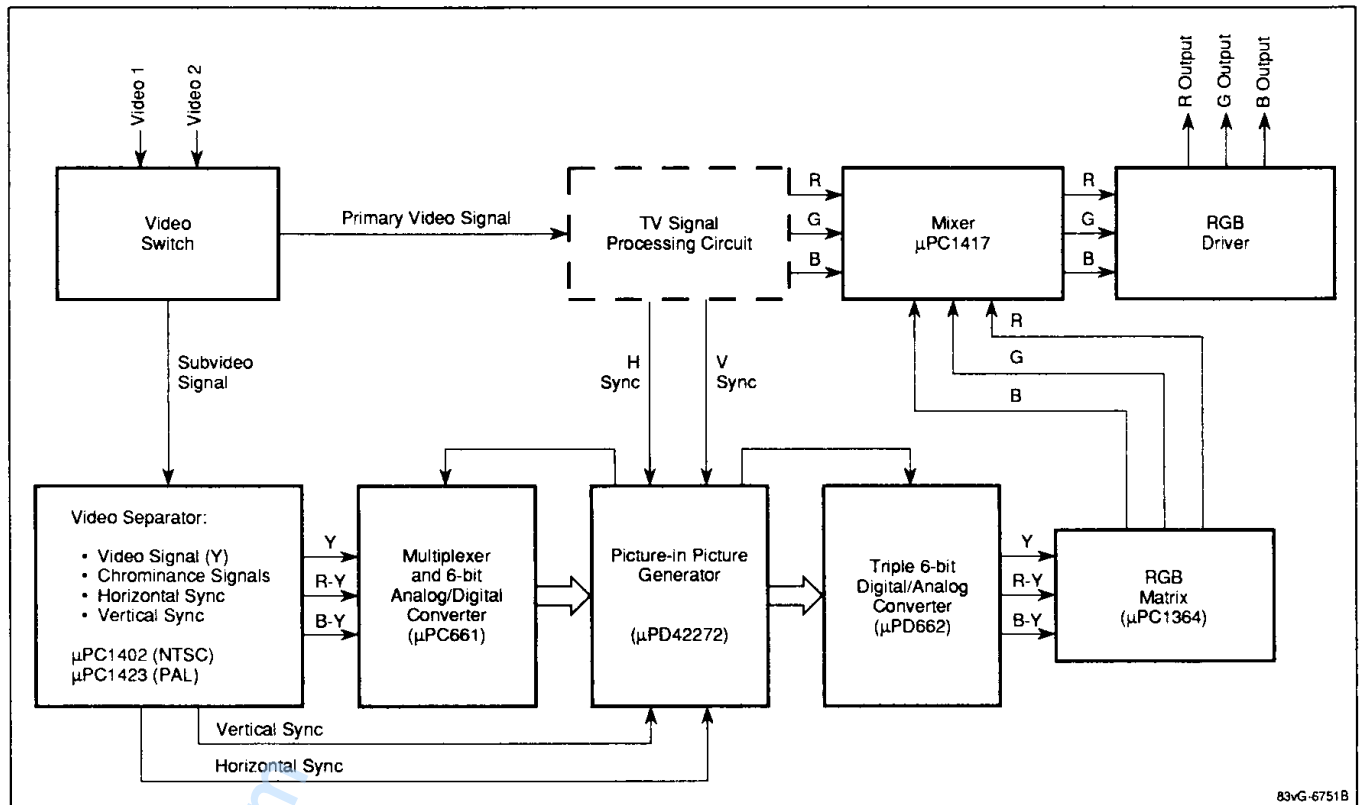 Video 1
Video 2
R Output
G Output
B Output
Video
Switch
Primary Video Signal
TV Signal
Processing Circuit
R
G
B
Mixer
µPC1417
R
G
B
RGB
Driver
Subvideo
Signal
H
Sync
V
Sync
R
G
B
Video Separator:
• Video Signal (Y)
• Chrominance Signals
• Horizontal Sync
• Vertical Sync
µPC1402 (NTSC)
µPC1423 (PAL)
Y
R-Y
B-Y
Multiplexer
and 6-bit
Analog/Digital
Converter
(µPC661)
Picture-in Picture
Generator
(µPD42272)
Triple 6-bit
Digital/Analog
Converter
(µPD662)
Y
R-Y
B-Y
RGB
Matrix
(µPC1364)
Vertical Sync
Horizontal Sync
83vG-6751B